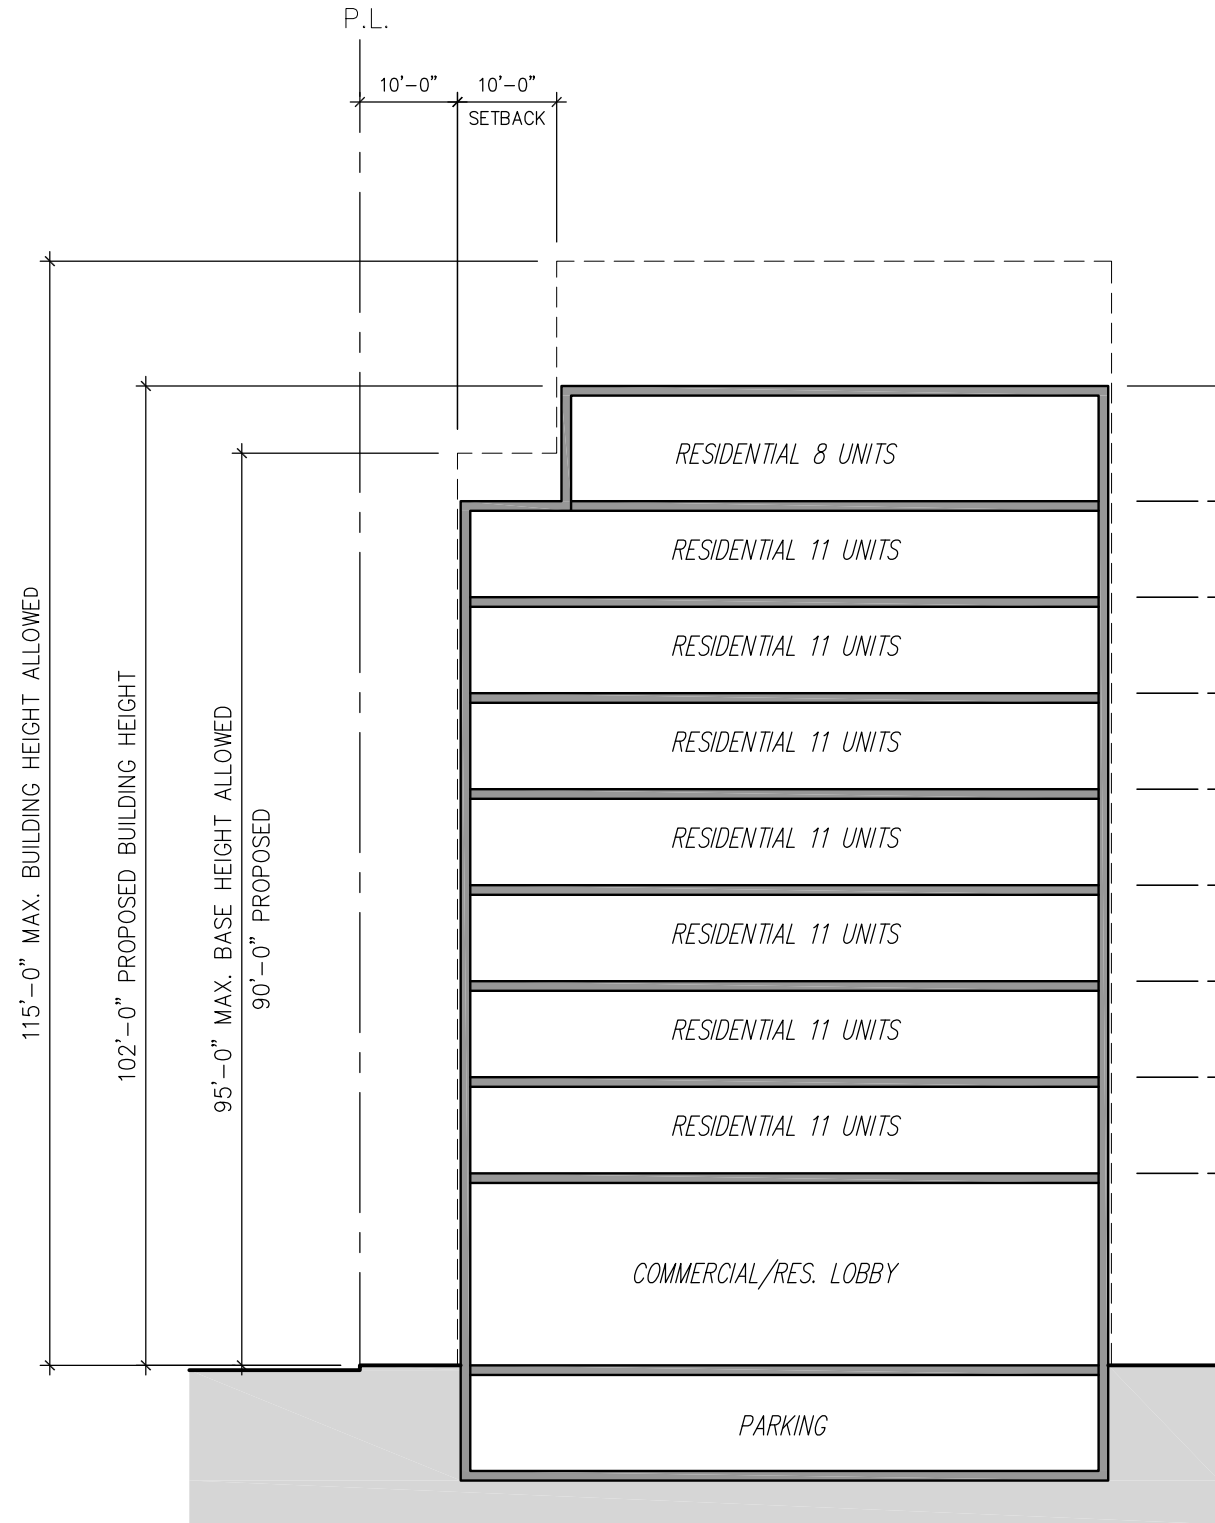 P.L.
10'-0" 10'-0"
SETBACK
115'-0" MAX. BUILDING HEIGHT ALLOWED
102'-0" PROPOSED BUILDING HEIGHT
95'-0" MAX. BASE HEIGHT ALLOWED
90'-0" PROPOSED
RESIDENTIAL 8 UNITS
RESIDENTIAL 11 UNITS
RESIDENTIAL 11 UNITS
RESIDENTIAL 11 UNITS
RESIDENTIAL 11 UNITS
RESIDENTIAL 11 UNITS
RESIDENTIAL 11 UNITS
RESIDENTIAL 11 UNITS
COMMERCIAL/RES. LOBBY
PARKING